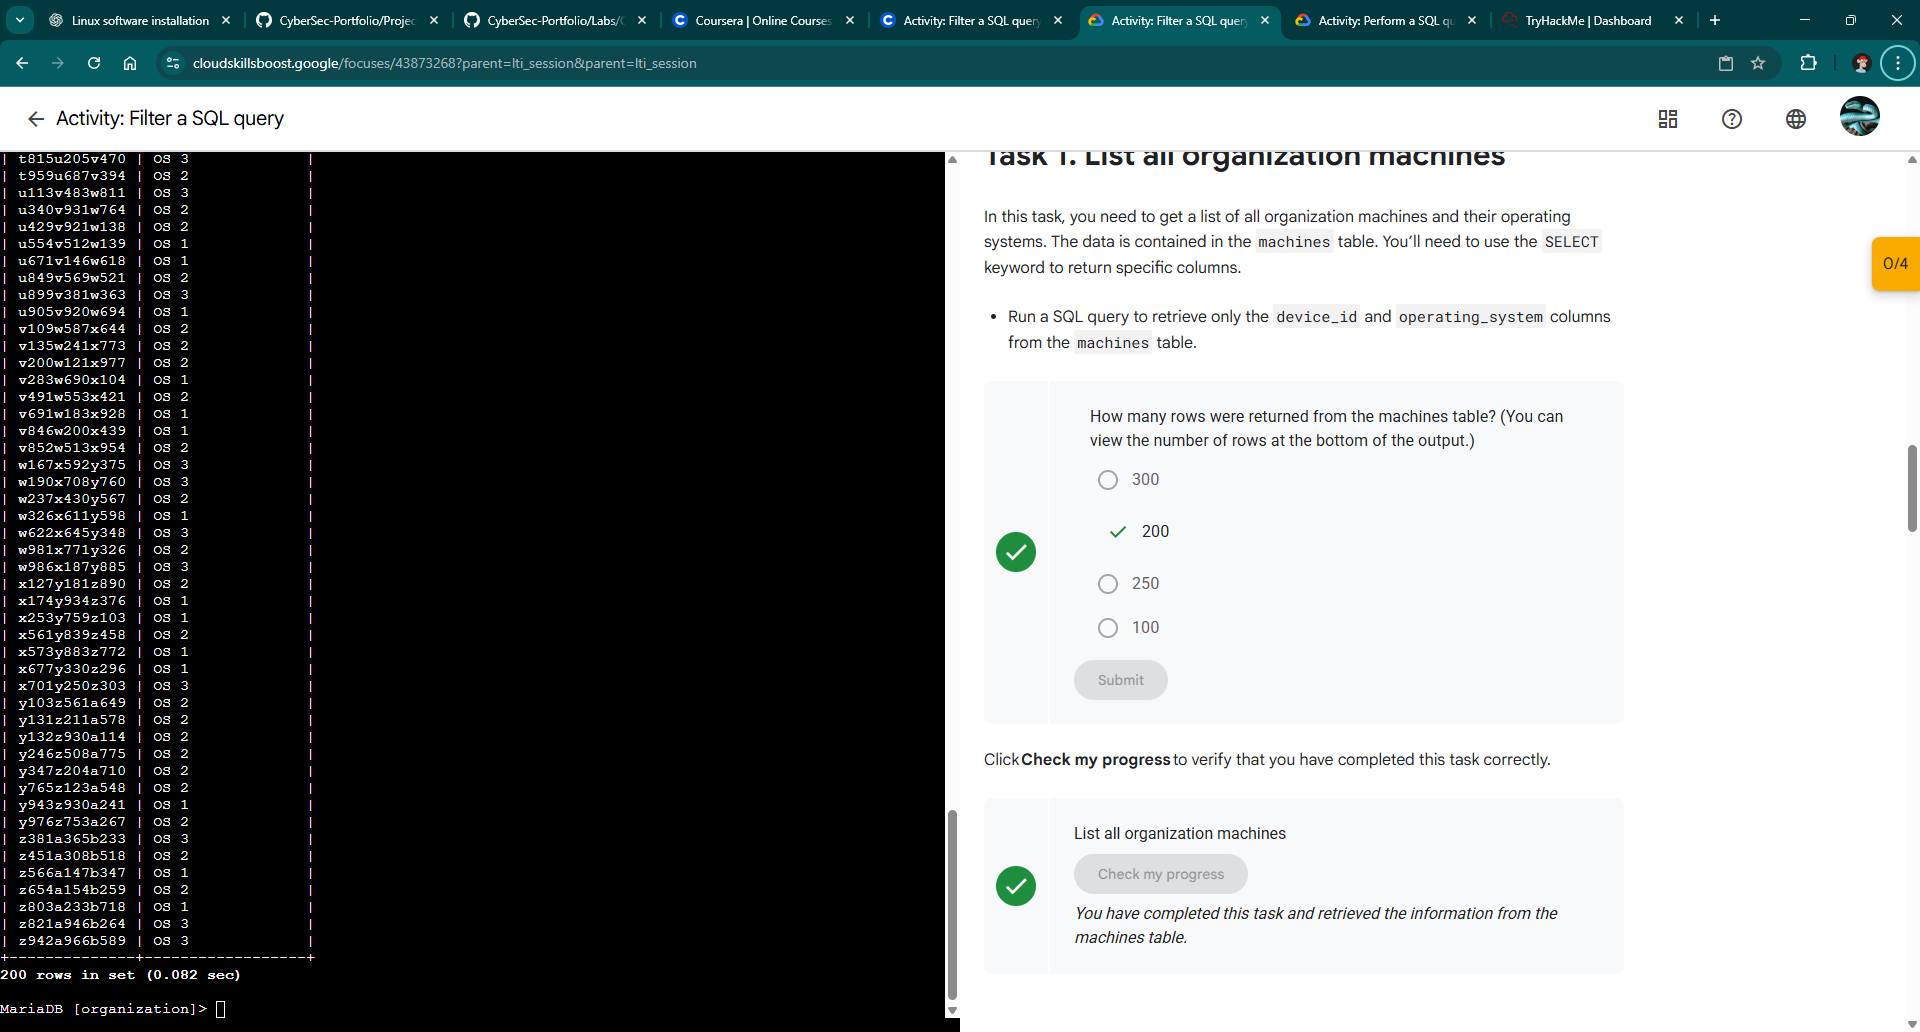 Linux software installation
CyberSec-Portfolio/Projec
CyberSec-Portfolio/Labs/
Coursera | Online Courses
Activity: Filter a SQL query
Activity: Filter a SQL query
Activity: Perform a SQL qu
TryHackMe | Dashboard
cloudskillsboost.google/focuses/43873268?parent=lti_session&parent=lti_session
Activity: Filter a SQL query
| t815u205v470 | OS 3 |
| t959u687v394 | OS 2 |
| u113v483w811 | OS 3 |
| u340v931w764 | OS 2 |
| u429v921w138 | OS 2 |
| u554v512w139 | OS 1 |
| u671v146w618 | OS 1 |
| u849v569w521 | OS 2 |
| u899v381w363 | OS 3 |
| u905v920w694 | OS 1 |
| v109w587x644 | OS 2 |
| v135w241x773 | OS 2 |
| v200w121x977 | OS 2 |
| v283w690x104 | OS 1 |
| v491w553x421 | OS 2 |
| v691w183x928 | OS 1 |
| v846w200x439 | OS 1 |
| v852w513x954 | OS 2 |
| w167x592y375 | OS 3 |
| w190x708y760 | OS 3 |
| w237x430y567 | OS 2 |
| w326x611y598 | OS 1 |
| w622x645y348 | OS 3 |
| w981x771y326 | OS 2 |
| w986x187y885 | OS 3 |
| x127y181z890 | OS 2 |
| x174y934z376 | OS 1 |
| x253y759z103 | OS 1 |
| x561y839z458 | OS 2 |
| x573y883z772 | OS 1 |
| x677y330z296 | OS 1 |
| x701y250z303 | OS 3 |
| y103z561a649 | OS 2 |
| y131z211a578 | OS 2 |
| y132z930a114 | OS 2 |
| y246z508a775 | OS 2 |
| y347z204a710 | OS 2 |
| y765z123a548 | OS 2 |
| y943z930a241 | OS 1 |
| y976z753a267 | OS 2 |
| z381a365b233 | OS 3 |
| z451a308b518 | OS 2 |
| z566a147b347 | OS 1 |
| z654a154b259 | OS 2 |
| z803a233b718 | OS 1 |
| z821a946b264 | OS 3 |
| z942a966b589 | OS 3 |
+--------------+------------------+
200 rows in set (0.082 sec)
MariaDB [organization]>
Task 1. List all organization machines
In this task, you need to get a list of all organization machines and their operating
systems. The data is contained in the machines table. You’ll need to use the SELECT
keyword to return specific columns.
• Run a SQL query to retrieve only the device_id and operating_system columns
from the machines table.
0/4
How many rows were returned from the machines table? (You can
view the number of rows at the bottom of the output.)
300
200
250
100
Submit
Click Check my progress to verify that you have completed this task correctly.
List all organization machines
Check my progress
You have completed this task and retrieved the information from the
machines table.